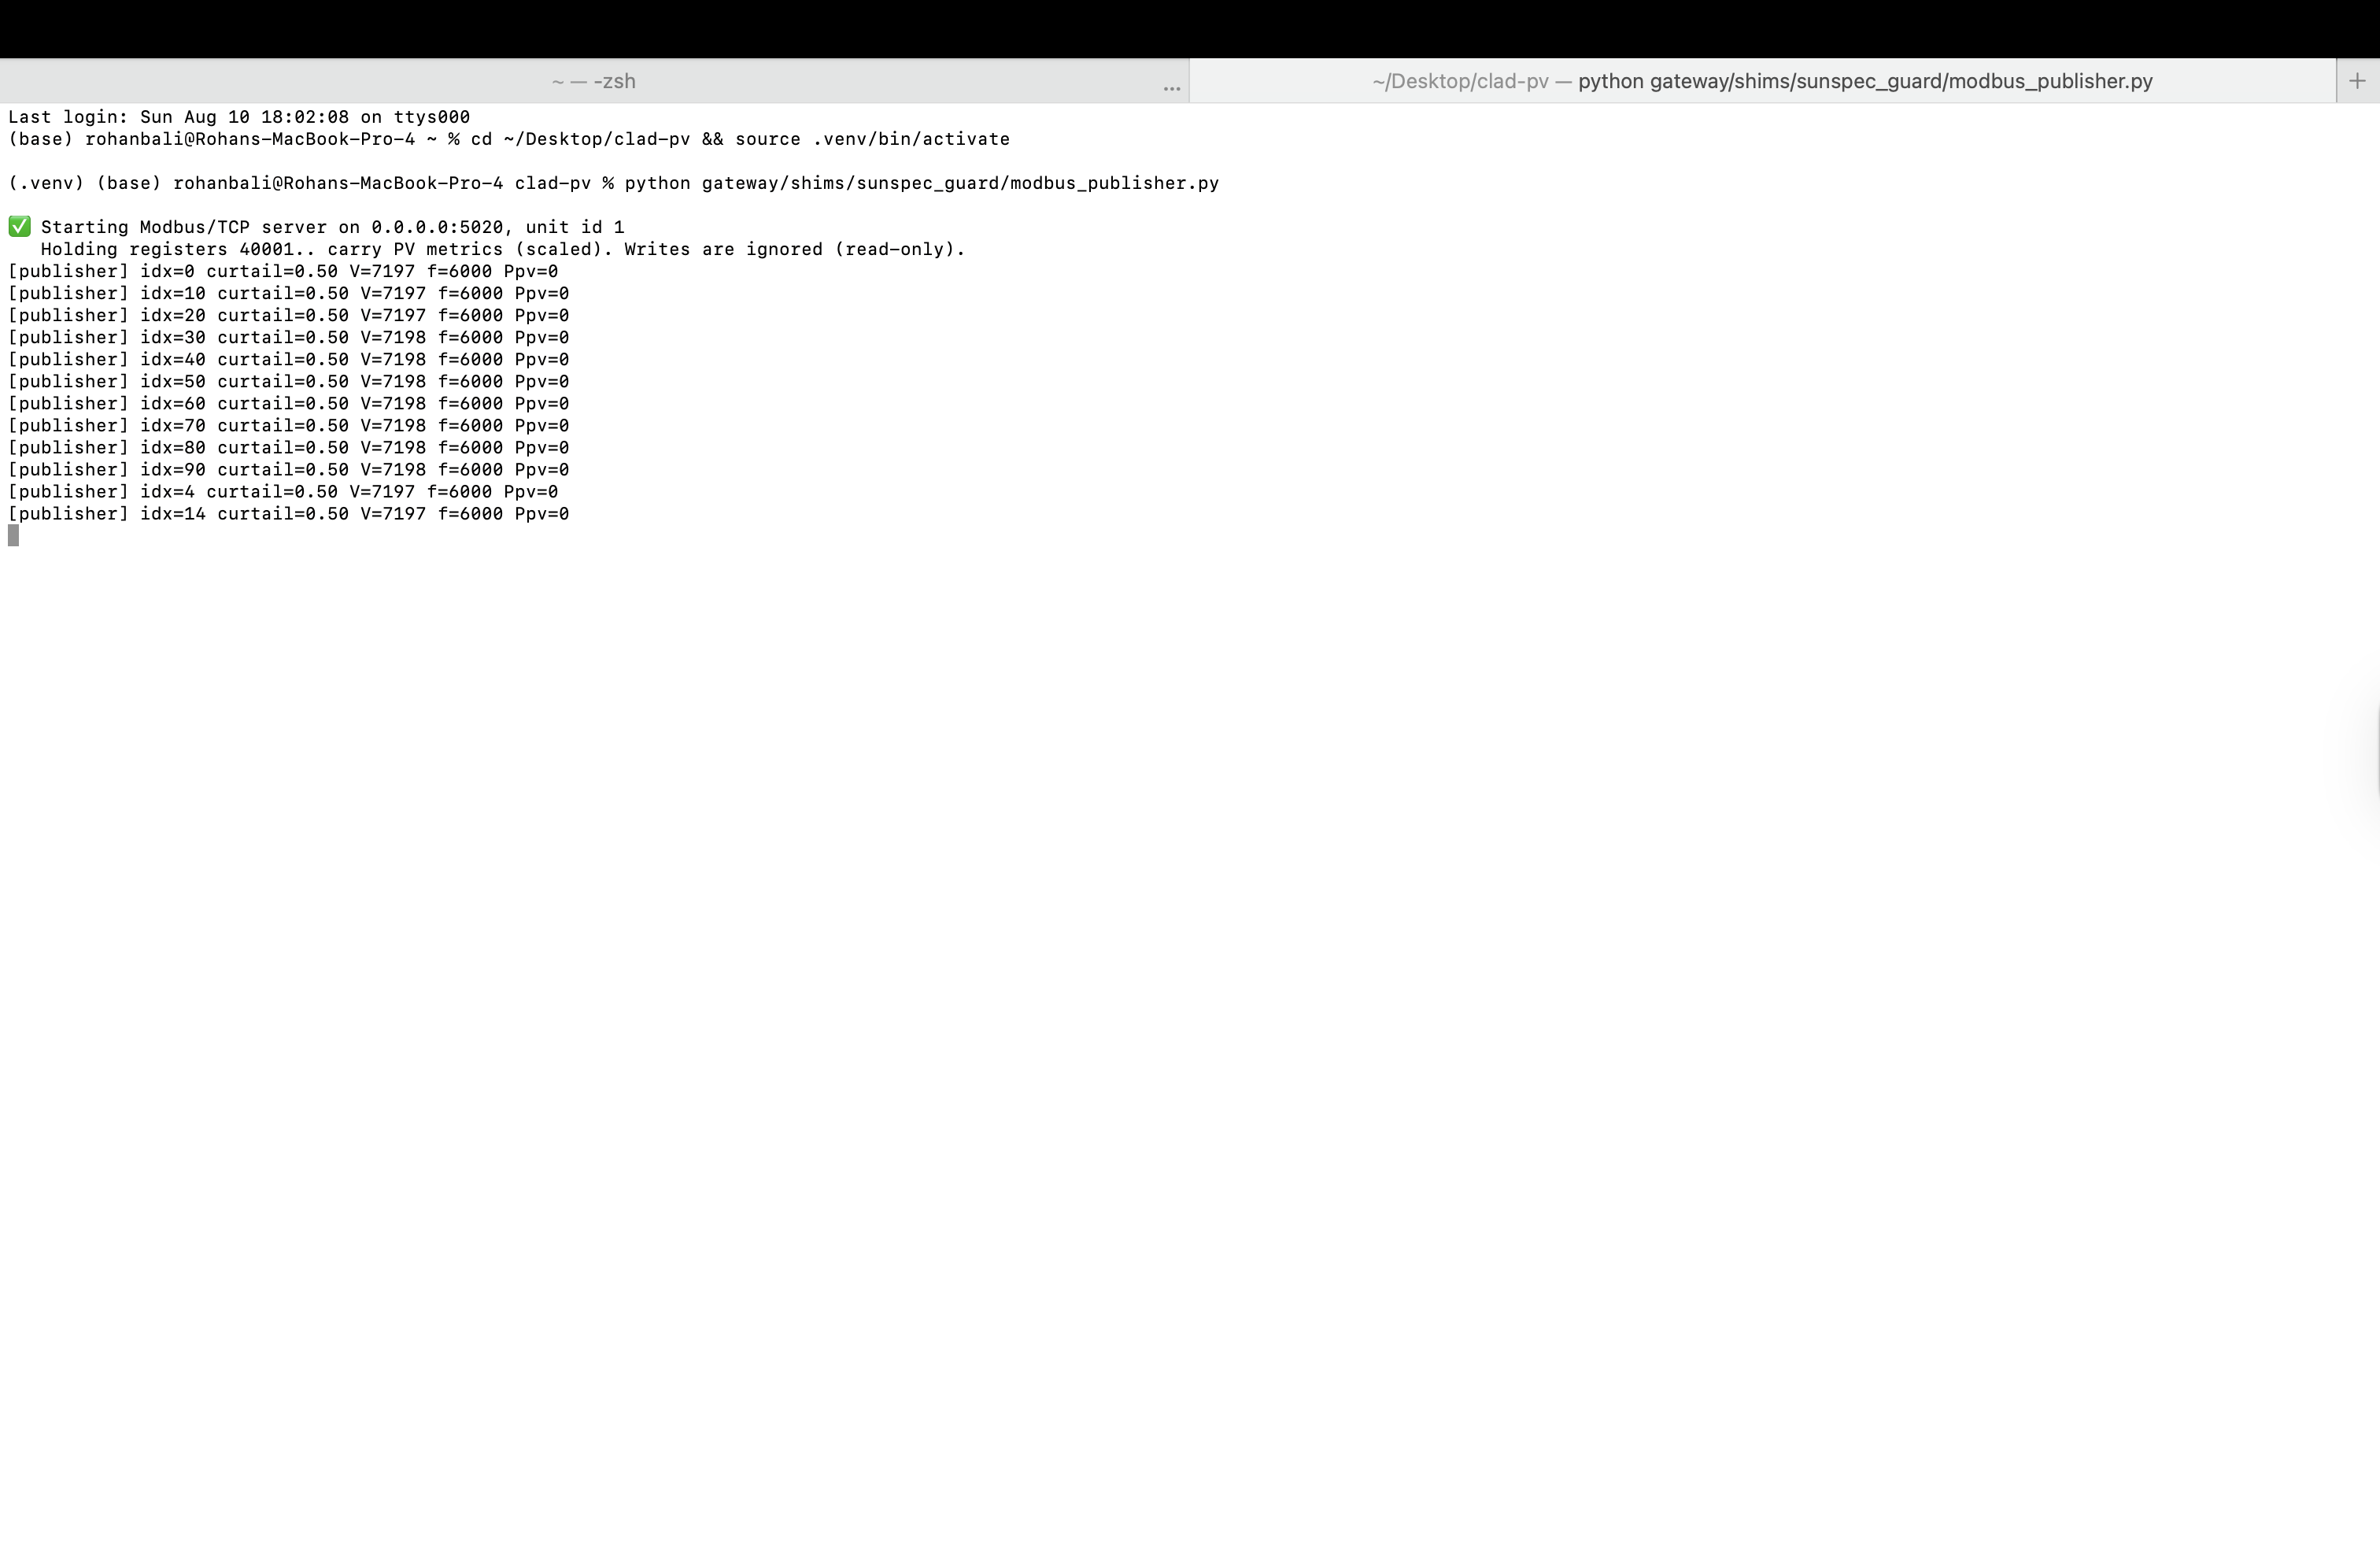 ~ — -zsh
...
~/Desktop/clad-pv — python gateway/shims/sunspec_guard/modbus_publisher.py
+
Last login: Sun Aug 10 18:02:08 on ttys000
(base) rohanbali@Rohans-MacBook-Pro-4 ~ % cd ~/Desktop/clad-pv && source .venv/bin/activate
(.venv) (base) rohanbali@Rohans-MacBook-Pro-4 clad-pv % python gateway/shims/sunspec_guard/modbus_publisher.py
✅ Starting Modbus/TCP server on 0.0.0.0:5020, unit id 1
Holding registers 40001.. carry PV metrics (scaled). Writes are ignored (read-only).
[publisher] idx=0 curtail=0.50 V=7197 f=6000 Ppv=0
[publisher] idx=10 curtail=0.50 V=7197 f=6000 Ppv=0
[publisher] idx=20 curtail=0.50 V=7197 f=6000 Ppv=0
[publisher] idx=30 curtail=0.50 V=7198 f=6000 Ppv=0
[publisher] idx=40 curtail=0.50 V=7198 f=6000 Ppv=0
[publisher] idx=50 curtail=0.50 V=7198 f=6000 Ppv=0
[publisher] idx=60 curtail=0.50 V=7198 f=6000 Ppv=0
[publisher] idx=70 curtail=0.50 V=7198 f=6000 Ppv=0
[publisher] idx=80 curtail=0.50 V=7198 f=6000 Ppv=0
[publisher] idx=90 curtail=0.50 V=7198 f=6000 Ppv=0
[publisher] idx=4 curtail=0.50 V=7197 f=6000 Ppv=0
[publisher] idx=14 curtail=0.50 V=7197 f=6000 Ppv=0